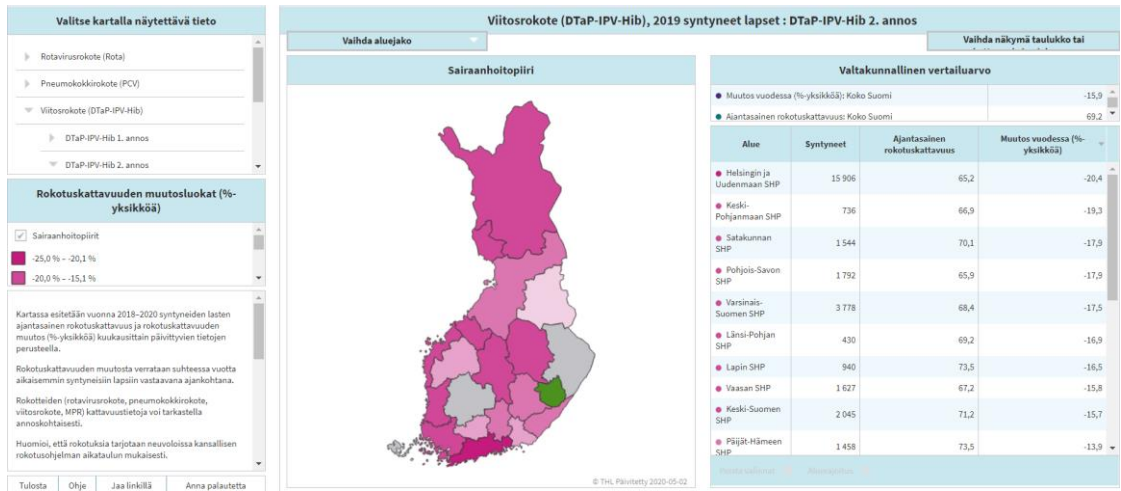 Valitse kartalla näytettävä tieto
Rotavirusrokote (Rota)
Pneumokokkirokote (PCV)
Viitosrokote (DTaP-IPV-Hib)
DTaP-IPV-Hib 1. annos
DTaP-IPV-Hib 2. annos
Rokotuskattavuuden muutosluokat (%-
yksikköä)
Sairaanhoitopiirit
-25,0 % – -20,1 %
-20,0 % – -15,1 %
Kartassa esitetään vuonna 2018–2020 syntyneiden lasten
ajantasainen rokotuskattavuus ja rokotuskattavuuden
muutos (%-yksikköä) kuukausittain päivittyvien tietojen
perusteella.
Rokotuskattavuuden muutosta verrataan suhteessa vuotta
aikaisemmin syntyneisiin lapsiin vastaavana ajankohtana.
Rokotteiden (rotavirusrokote, pneumokokkirokote,
viitosrokote, MPR) kattavuustietoja voi tarkastella
annoskohtaisesti.
Huomioi, että rokotuksia tarjotaan neuvoloissa kansallisen
rokotusohjelman aikataulun mukaisesti.
Tulosta Ohje Jaa linkillä Anna palautetta
Viitosrokote (DTaP-IPV-Hib), 2019 syntyneet lapset : DTaP-IPV-Hib 2. annos
Vaihda aluejako
Vaihda näkymä taulukko tai
Sairaanhoitopiiri
© THL Päivitetty 2020-05-02
Valtakunnallinen vertailuarvo
Muutos vuodessa (%-yksikköä): Koko Suomi -15,9
Ajantasainen rokotuskattavuus: Koko Suomi 69,2
Alue Syntyneet Ajantasainen rokotuskattavuus Muutos vuodessa (%-yksikköä)
Helsingin ja Uudenmaan SHP 15 906 65,2 -20,4
Keski-Pohjanmaan SHP 736 66,9 -19,3
Satakunnan SHP 1 544 70,1 -17,9
Pohjois-Savon SHP 1 792 65,9 -17,9
Varsinais-Suomen SHP 3 778 68,4 -17,5
Länsi-Pohjan SHP 430 69,2 -16,9
Lapin SHP 940 73,5 -16,5
Vaasan SHP 1 627 67,2 -15,8
Keski-Suomen SHP 2 045 71,2 -15,7
Päijät-Hämeen SHP 1 458 73,5 -13,9